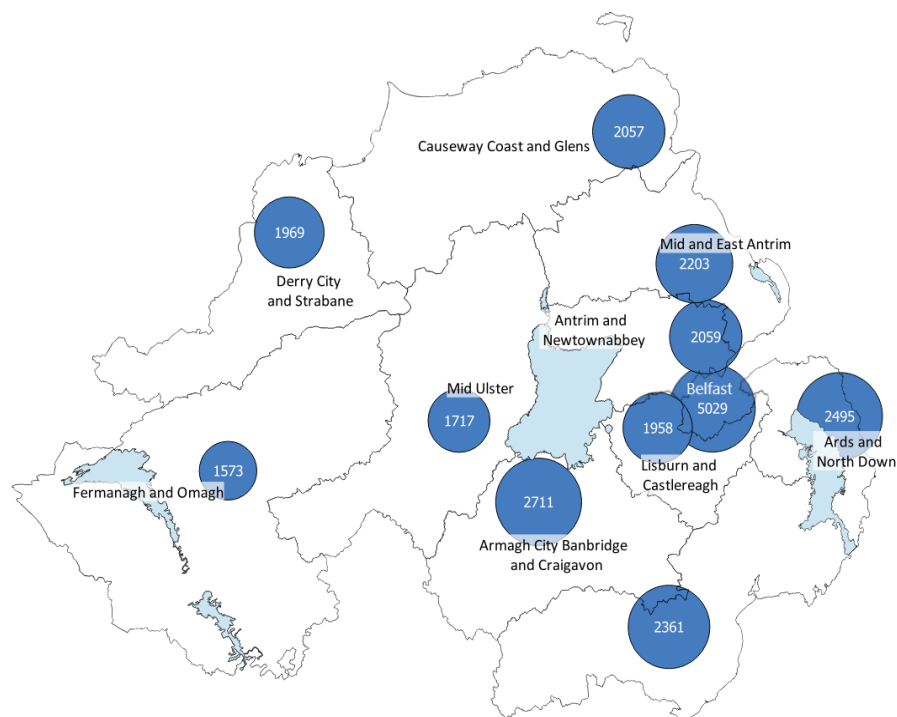 2057
Causeway Coast and Glens
1969
Derry City
and Strabane
Mid and East Antrim
2203
Antrim and
Newtownabbey
2059
Mid Ulster
1717
Belfast
5029
1958
Lisburn and
Castlereagh
2495
Ards and
North Down
1573
Fermanagh and Omagh
2711
Armagh City Banbridge
and Craigavon
2361